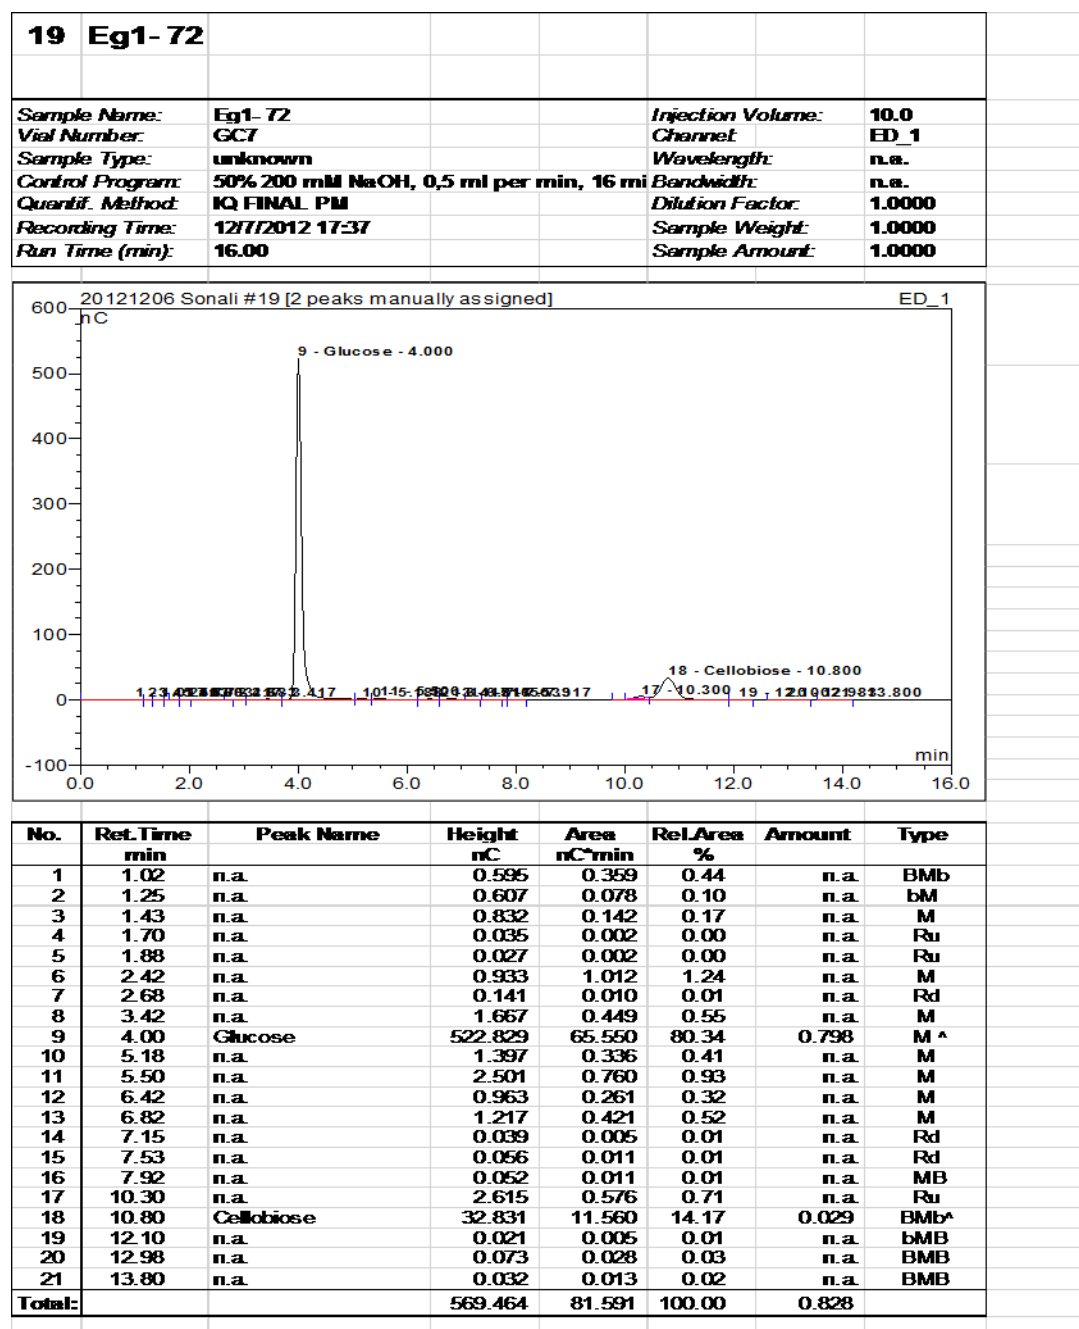 19 Eg1-72
Sample Name: Eg1-72 Injection Volume: 10.0
Vial Number: GC7 Channel: ED_1
Sample Type: unknown Wavelength: n.a.
Control Program: 50% 200 mM NaOH, 0,5 ml per min, 16 mi Bandwidth: n.a.
Quantif. Method: IQ FINAL PM Dilution Factor: 1.0000
Recording Time: 12/7/2012 17:37 Sample Weight: 1.0000
Run Time (min): 16.00 Sample Amount: 1.0000
20121206 Sonali #19 [2 peaks manually assigned] ED_1
600
nC
9 - Glucose - 4.000
500
400
300
200
100
18 - Cellobiose - 10.800
17 - 10.300
0
min
-100
0.0 2.0 4.0 6.0 8.0 10.0 12.0 14.0 16.0
No. Ret.Time Peak Name Height Area Rel.Area Amount Type
min nC nC*min %
1 1.02 n.a. 0.595 0.359 0.44 n.a. BMb
2 1.25 n.a. 0.607 0.078 0.10 n.a. bM
3 1.43 n.a. 0.832 0.142 0.17 n.a. M
4 1.70 n.a. 0.035 0.002 0.00 n.a. Ru
5 1.88 n.a. 0.027 0.002 0.00 n.a. Ru
6 2.42 n.a. 0.933 1.012 1.24 n.a. M
7 2.68 n.a. 0.141 0.010 0.01 n.a. Rd
8 3.42 n.a. 1.667 0.449 0.55 n.a. M
9 4.00 Glucose 522.829 65.550 80.34 0.798 M ^
10 5.18 n.a. 1.397 0.336 0.41 n.a. M
11 5.50 n.a. 2.501 0.760 0.93 n.a. M
12 6.42 n.a. 0.963 0.261 0.32 n.a. M
13 6.82 n.a. 1.217 0.421 0.52 n.a. M
14 7.15 n.a. 0.039 0.005 0.01 n.a. Rd
15 7.53 n.a. 0.056 0.011 0.01 n.a. Rd
16 7.92 n.a. 0.052 0.011 0.01 n.a. MB
17 10.30 n.a. 2.615 0.576 0.71 n.a. Ru
18 10.80 Cellobiose 32.831 11.560 14.17 0.029 BMb^
19 12.10 n.a. 0.021 0.005 0.01 n.a. bMB
20 12.98 n.a. 0.073 0.028 0.03 n.a. BMB
21 13.80 n.a. 0.032 0.013 0.02 n.a. BMB
Total: 569.464 81.591 100.00 0.828